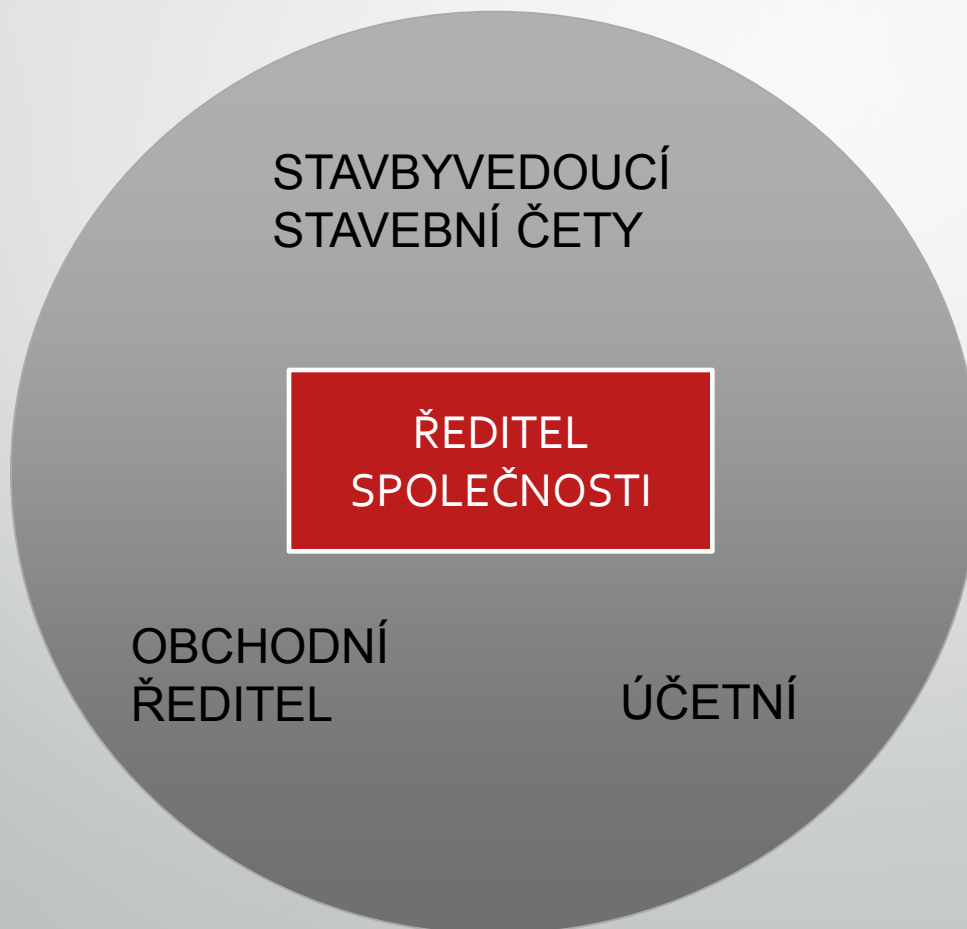 STAVBYVEDOUCÍ
STAVEBNÍ ČETY
ŘEDITEL
SPOLEČNOSTI
OBCHODNÍ
ŘEDITEL
ÚČETNÍ